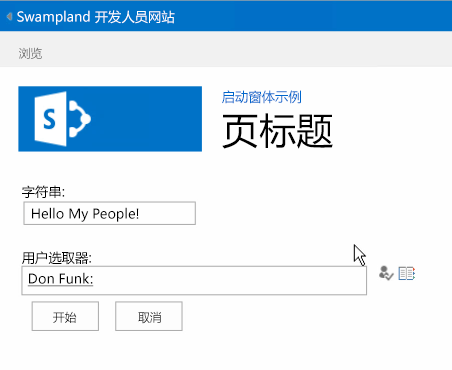 Swampland 开发人员网站
浏览
S
启动窗体示例
页标题
字符串:
Hello My People!
用户选取器:
Don Funk:
开始 取消